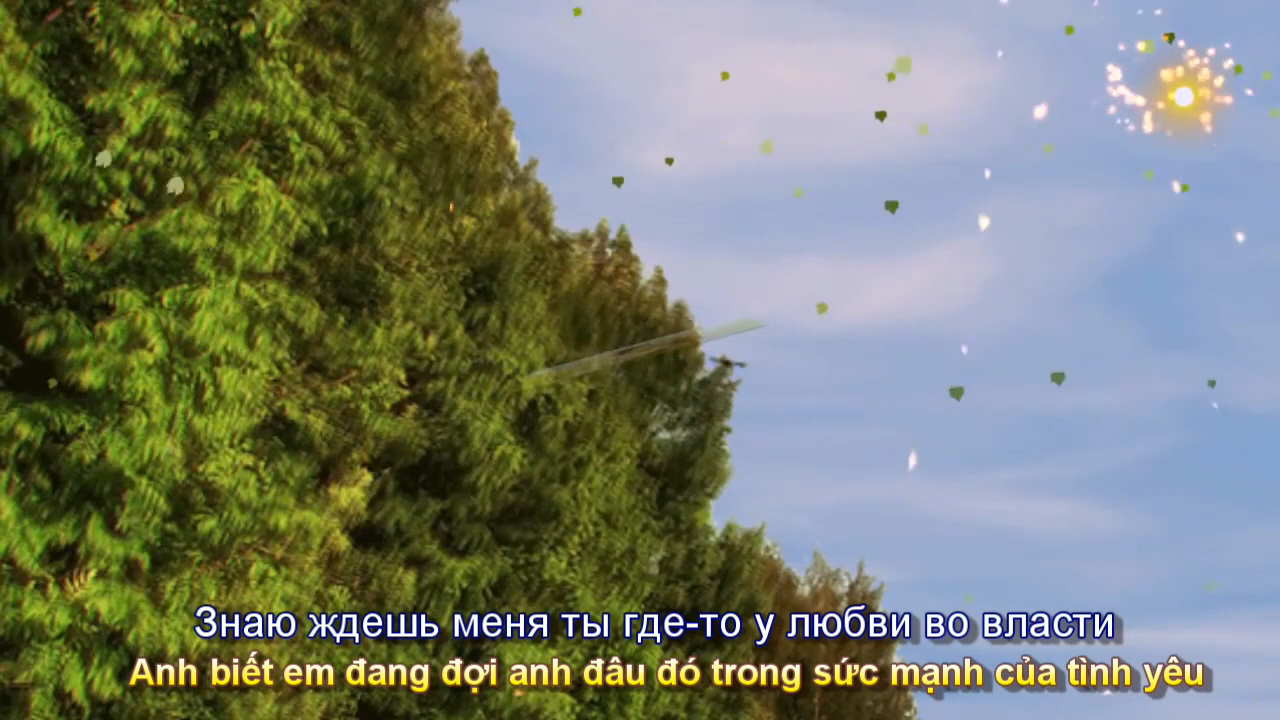 Знаю ждешь меня ты где-то у любви во власти
Anh biết em đang đợi anh đâu đó trong sức mạnh của tình yêu